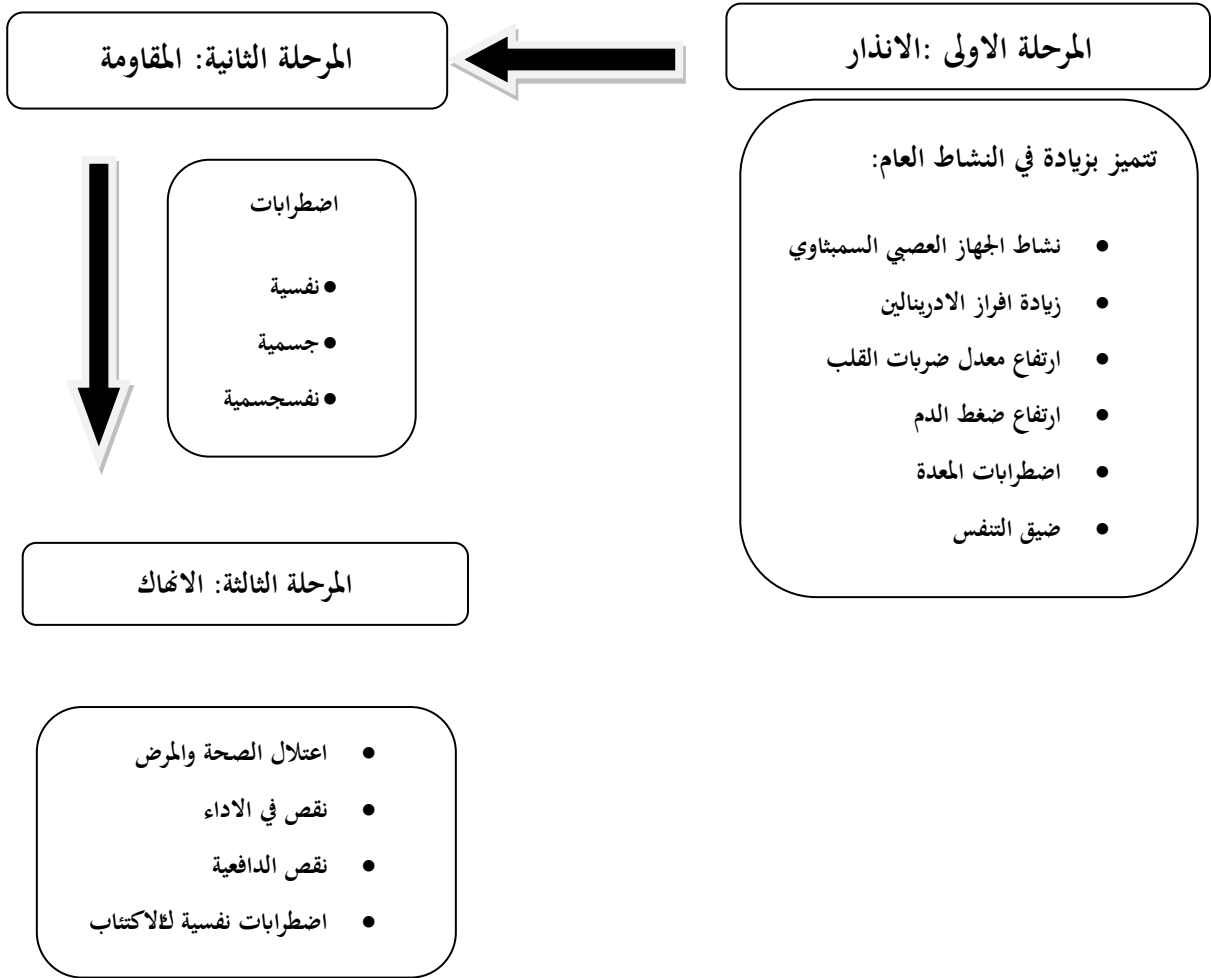 المرحلة الاولى :الانذار
تتميز بزيادة في النشاط العام:
● نشاط الجهاز العصبي السمبثاوي
● زيادة افراز الادرينالين
● ارتفاع معدل ضربات القلب
● ارتفاع ضغط الدم
● اضطرابات المعدة
● ضيق التنفس
المرحلة الثانية: المقاومة
اضطرابات
● نفسية
● جسمية
● نفسجسمية
المرحلة الثالثة: الانهاك
● اعتلال الصحة والمرض
● نقص في الاداء
● نقص الدافعية
● اضطرابات نفسية كالاكتئاب